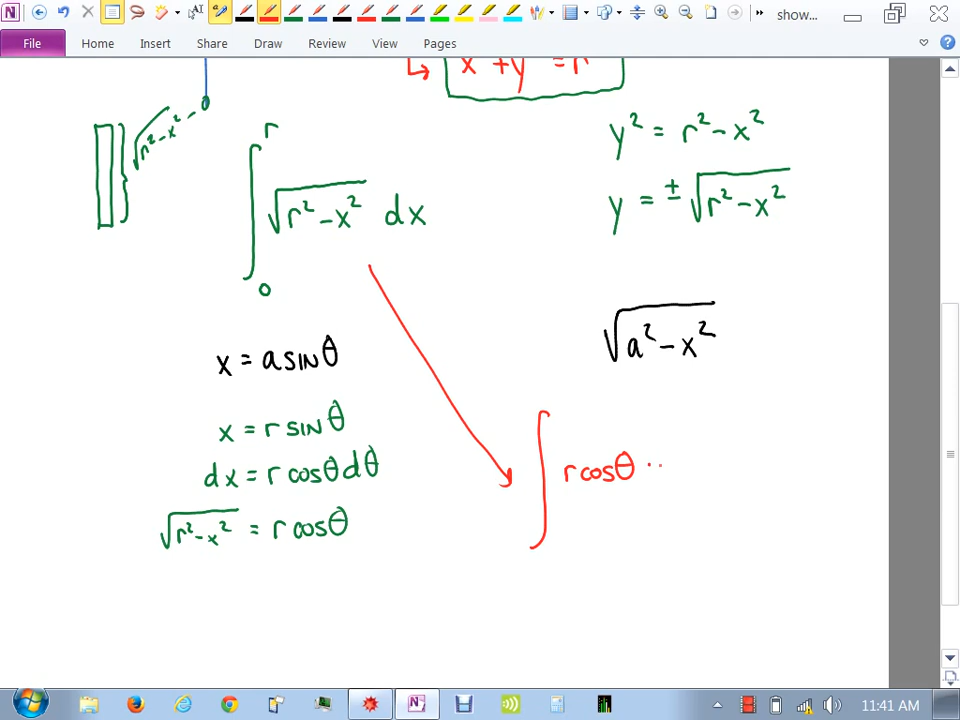 show...
File Home Insert Share Draw Review View Pages
x + y = r
√(r² - x²) - 0
∫₀ʳ √(r² - x²) dx
y² = r² - x²
y = ± √(r² - x²)
√(a² - x²)
x = a sin θ
x = r sin θ
dx = r cos θ dθ
√(r² - x²) = r cos θ
∫ r cos θ ··
11:41 AM